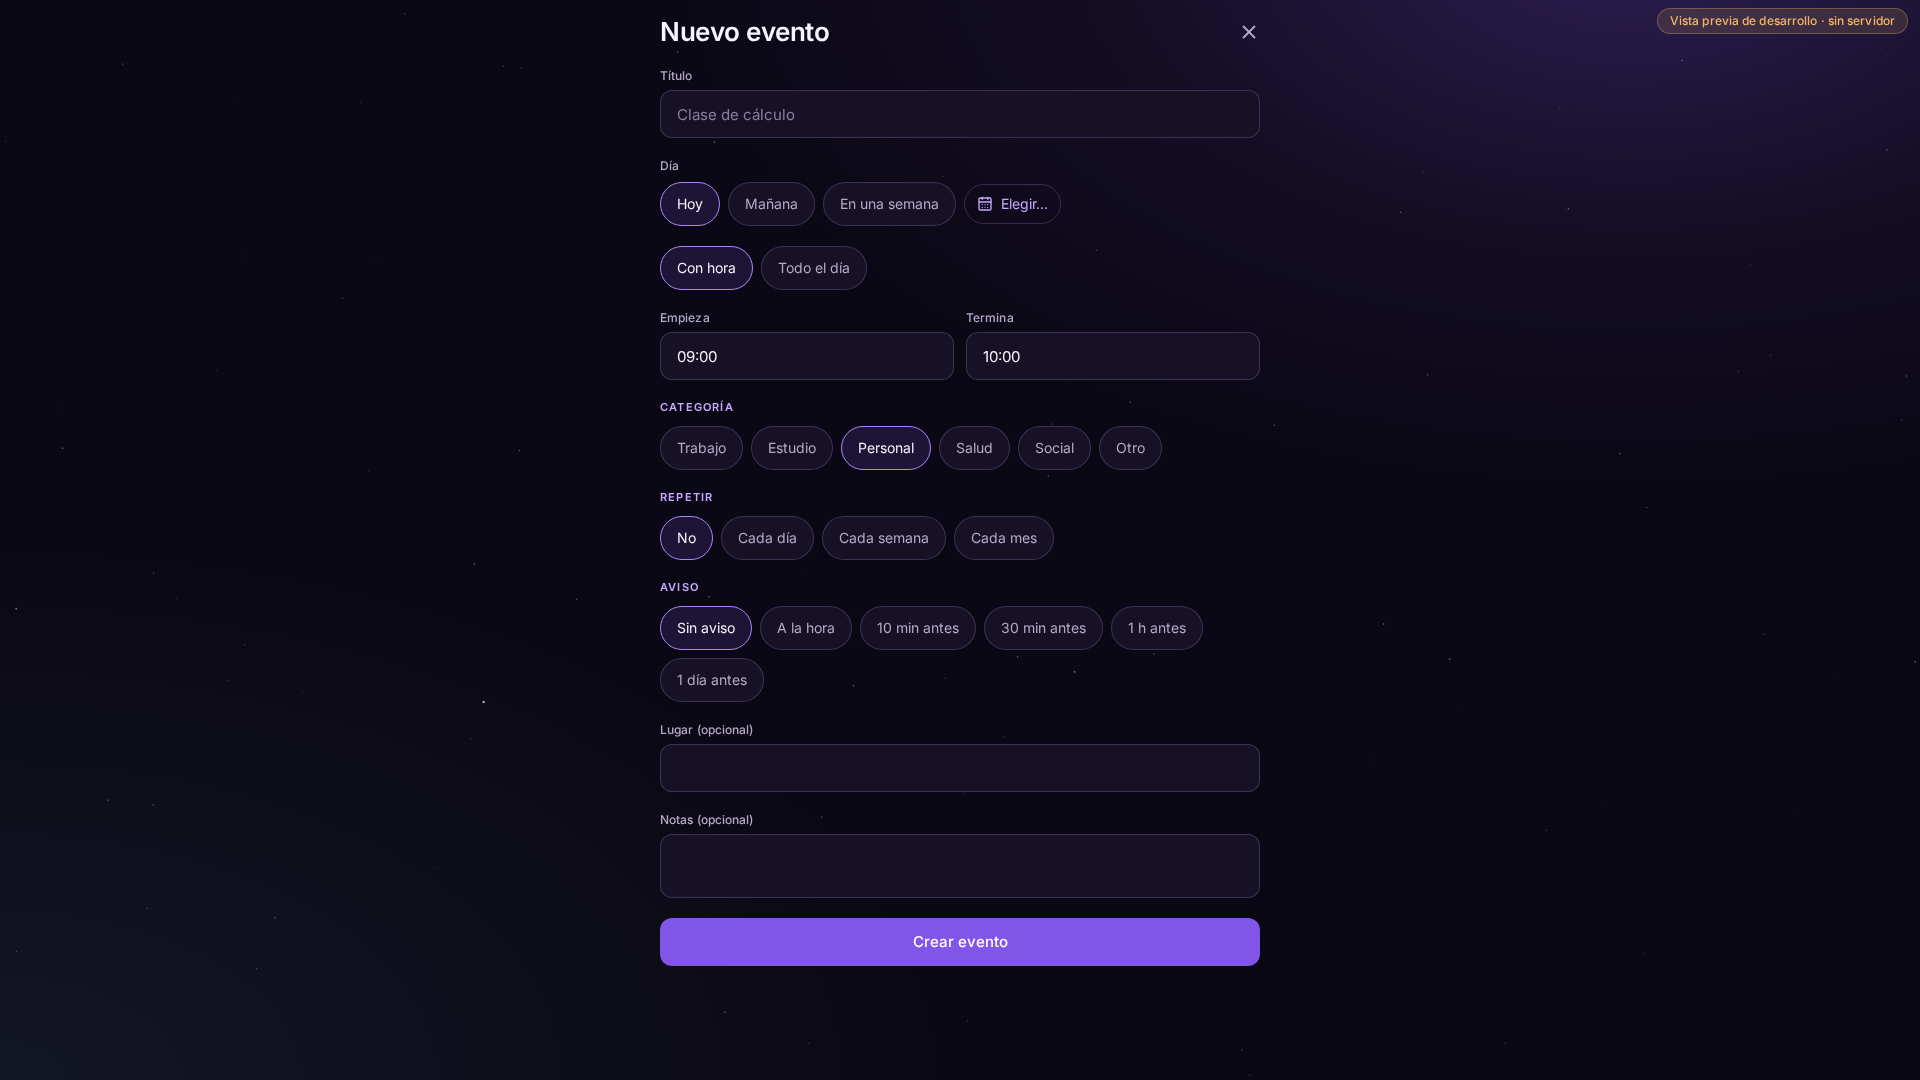 Nuevo evento
Vista previa de desarrollo · sin servidor
Título
Clase de cálculo
Día
Hoy Mañana En una semana Elegir...
Con hora Todo el día
Empieza Termina
09:00 10:00
CATEGORÍA
Trabajo Estudio Personal Salud Social Otro
REPETIR
No Cada día Cada semana Cada mes
AVISO
Sin aviso A la hora 10 min antes 30 min antes 1 h antes
1 día antes
Lugar (opcional)
Notas (opcional)
Crear evento